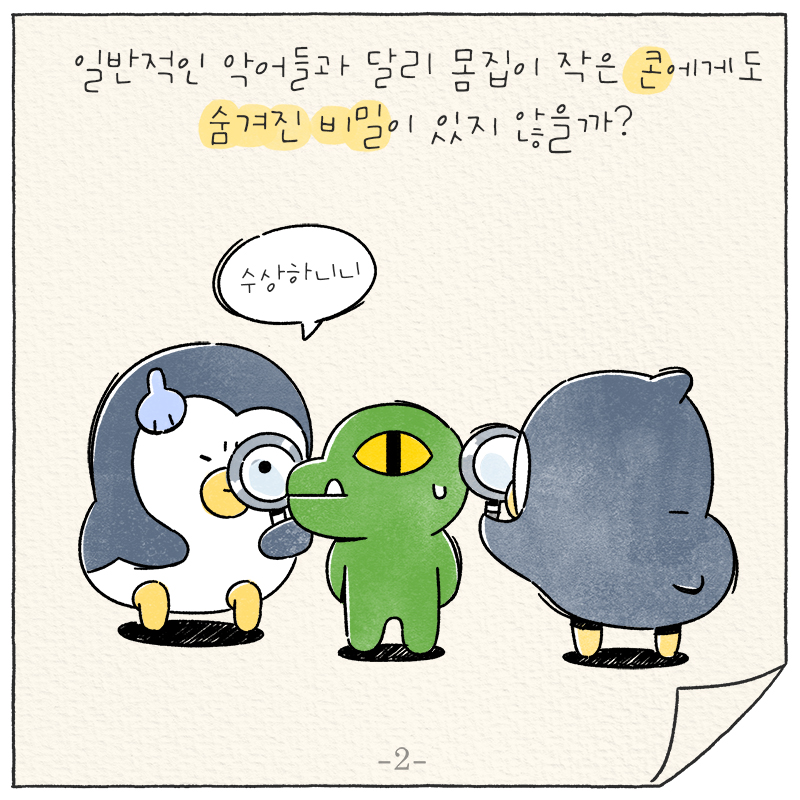 일반적인 악어들과 달리 몸집이 작은 콘에게도
숨겨진 비밀이 있지 않을까?
수상하니니
-2-